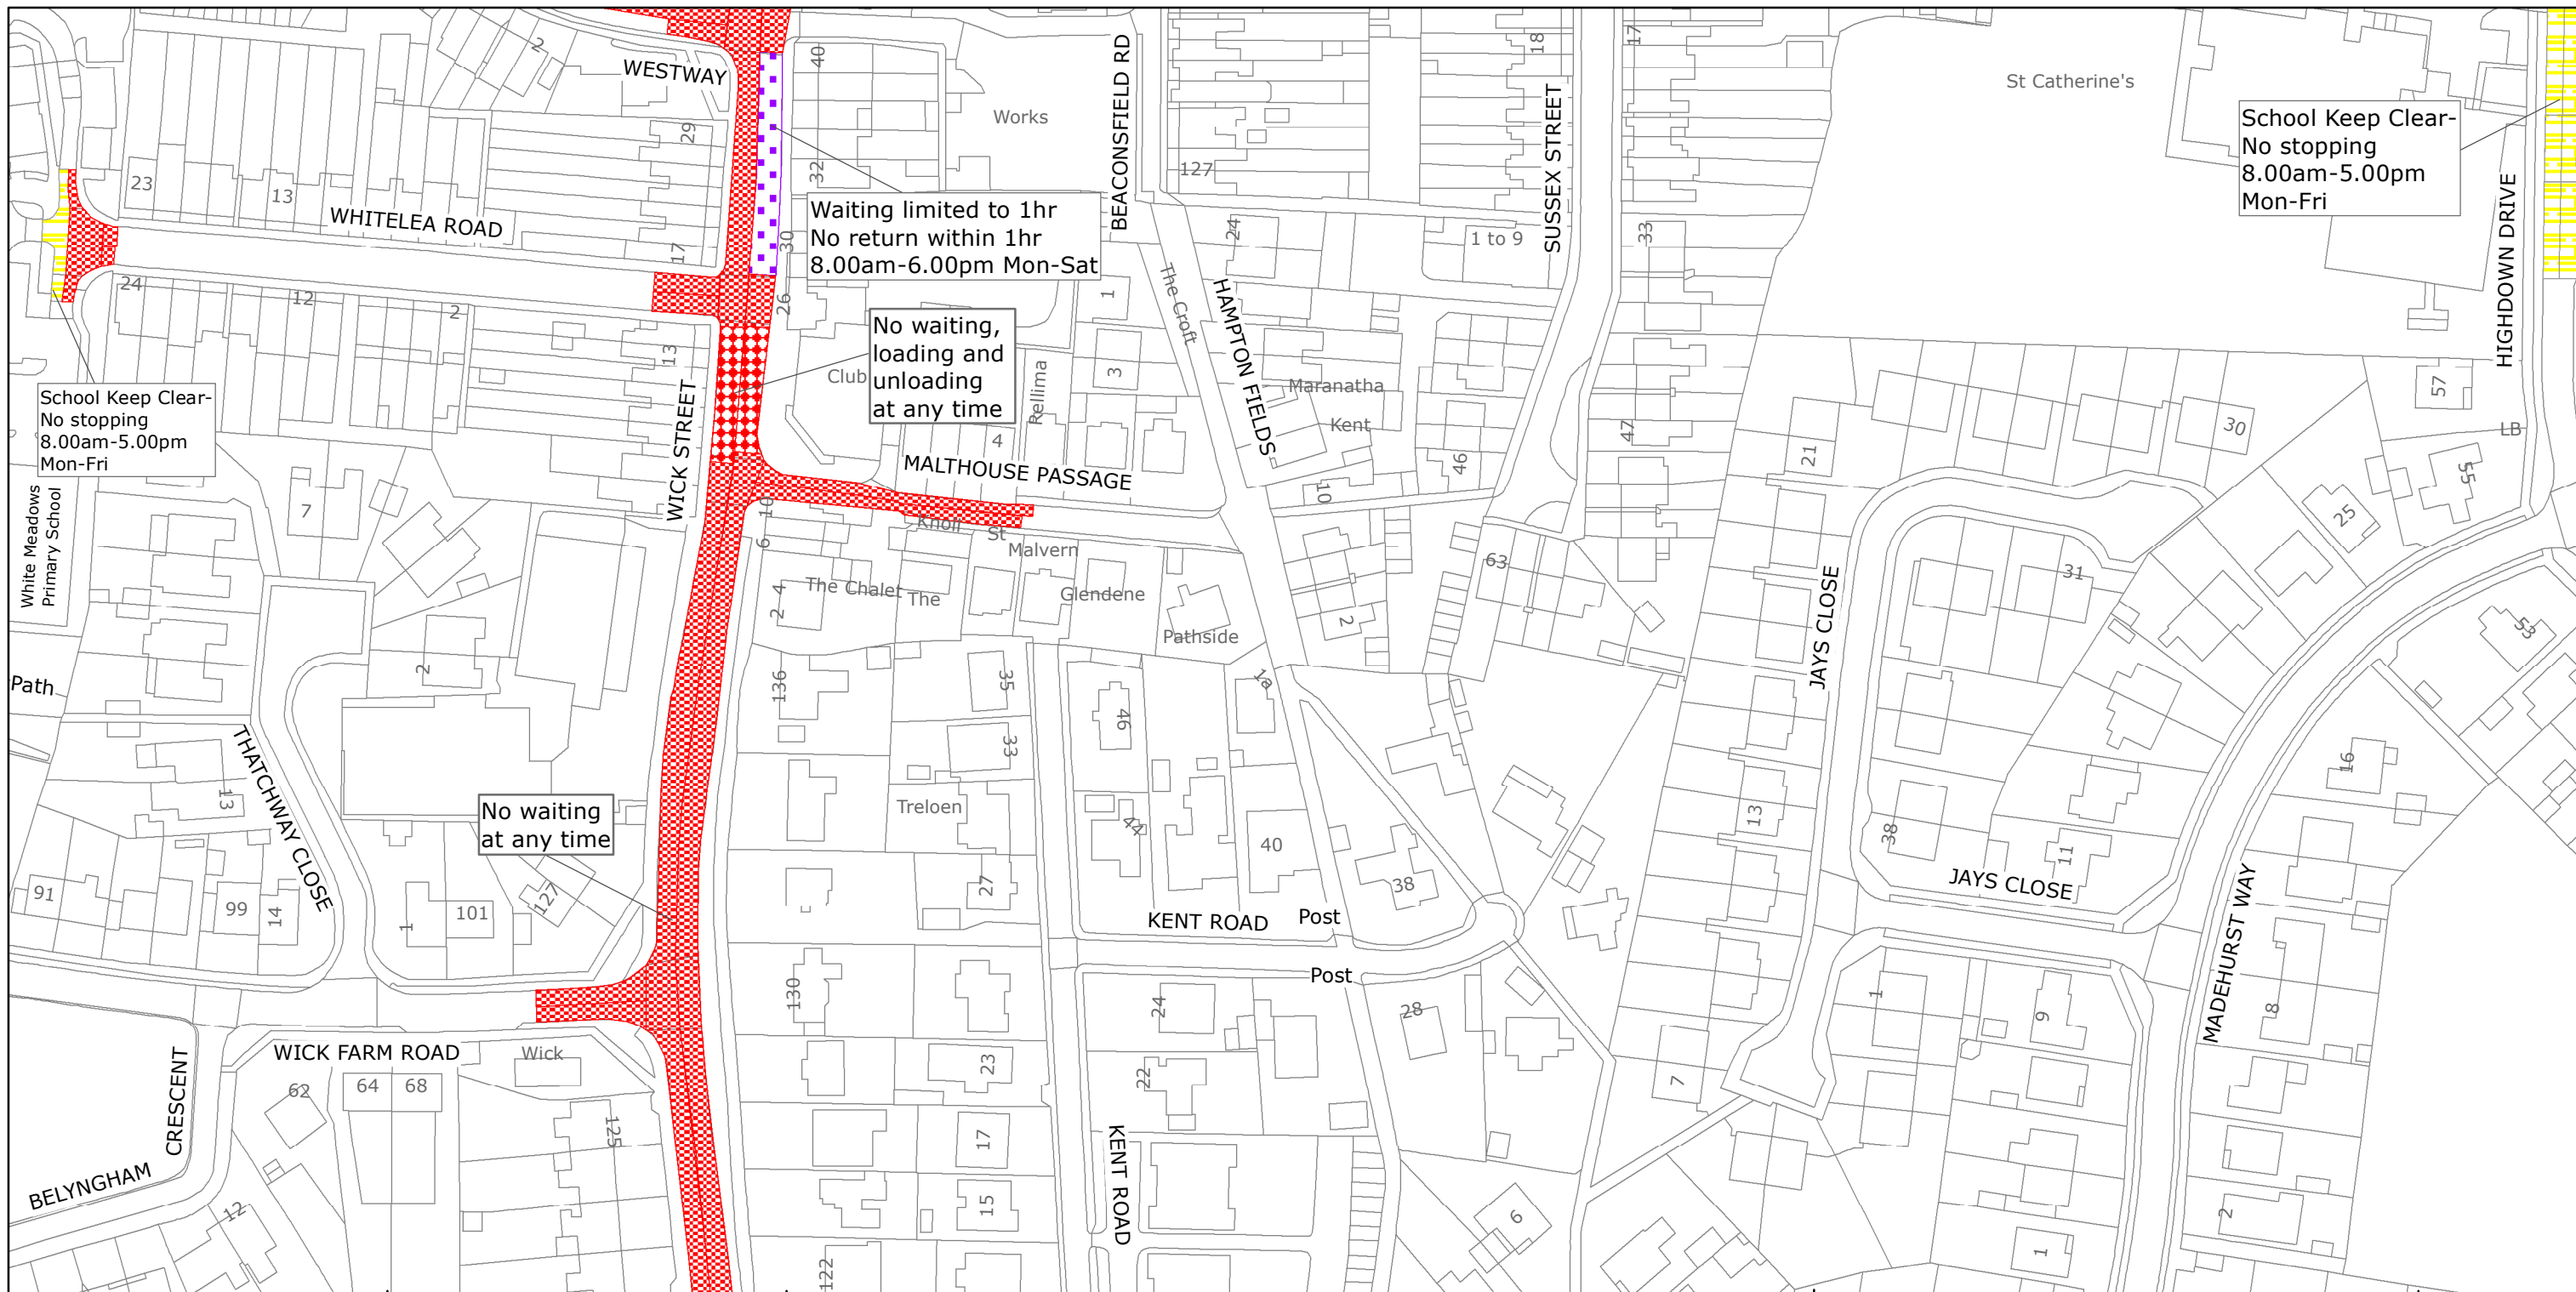 WESTWAY
2
40
Works
BEACONSFIELD RD
18
17
St Catherine's
School Keep Clear-
No stopping
8.00am-5.00pm
Mon-Fri
HIGHDOWN DRIVE
29
23
13
32
127
SUSSEX STREET
WHITELEA ROAD
17
30
Waiting limited to 1hr
No return within 1hr
8.00am-6.00pm Mon-Sat
24
1 to 9
33
24
12
2
26
1
The Croft
HAMPTON FIELDS
13
No waiting,
loading and
unloading
at any time
Club
Rellima
3
4
Maranatha
Kent
46
10
47
21
30
57
LB
55
25
School Keep Clear-
No stopping
8.00am-5.00pm
Mon-Fri
WICK STREET
MALTHOUSE PASSAGE
White Meadows
Primary School
7
10
6
Knoll
St
Malvern
The Chalet
The
Glendene
Pathside
2
4
2
63
31
53
JAYS CLOSE
Path
2
136
35
46
1a
33
THATCHWAY CLOSE
13
No waiting
at any time
Treloen
44
40
38
13
38
11
16
JAYS CLOSE
91
99
14
1
101
127
27
KENT ROAD
Post
Post
MADEHURST WAY
130
24
28
1
9
8
WICK FARM ROAD
Wick
CRESCENT
62
64
68
23
22
7
125
17
KENT ROAD
BELYNGHAM
12
15
6
2
1
122